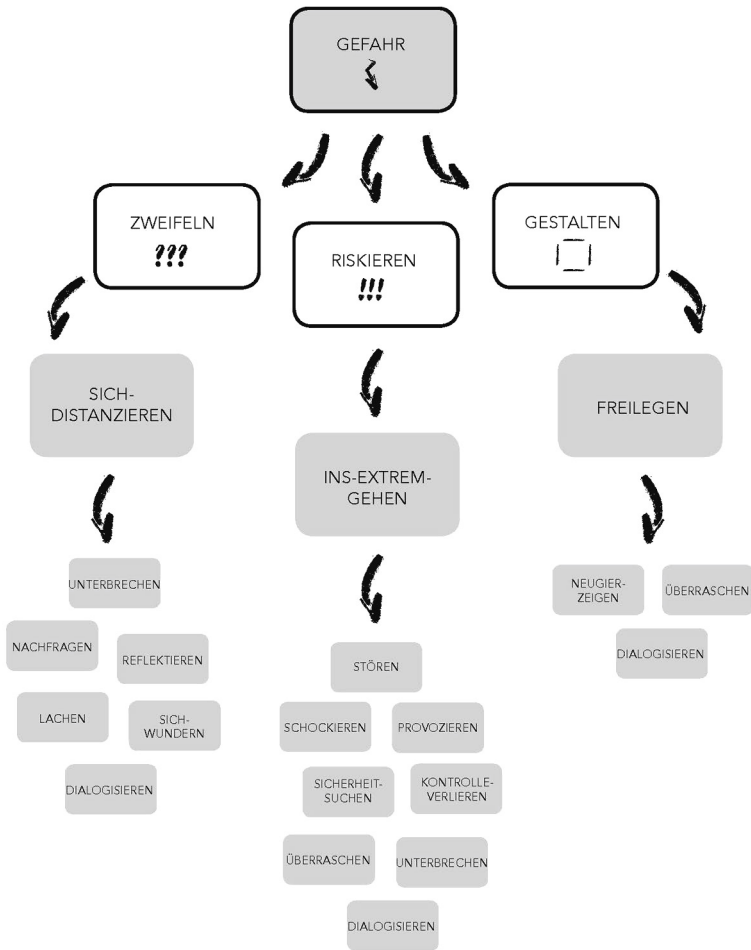 GEFAHR
ZWEIFELN
???
RISKIEREN
!!!
GESTALTEN
SICH-
DISTANZIEREN
INS-EXTREM-
GEHEN
FREILEGEN
UNTERBRECHEN
NACHFRAGEN
REFLEKTIEREN
LACHEN
SICH-
WUNDERN
DIALOGISIEREN
STÖREN
SCHOCKIEREN
PROVOZIEREN
SICHERHEIT-
SUCHEN
KONTROLLE-
VERLIEREN
ÜBERRASCHEN
UNTERBRECHEN
DIALOGISIEREN
NEUGIER-
ZEIGEN
ÜBERRASCHEN
DIALOGISIEREN